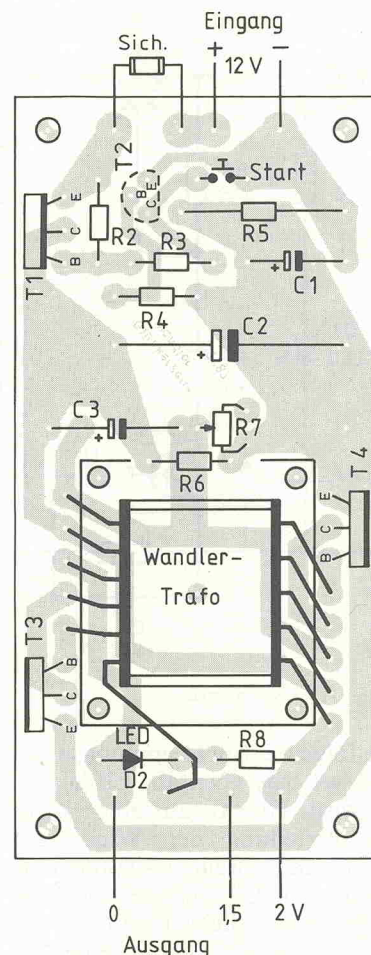 Eingang
Sich.
+ −
12 V
T2
B
E
C
Start
E
C
B
T1
R2
R5
R3
C1
+
R4
C2
+
C3
+
R7
R6
T4
E
C
B
Wandler-
Trafo
T3
B
C
E
LED
D2
R8
0 1,5 2 V
Ausgang